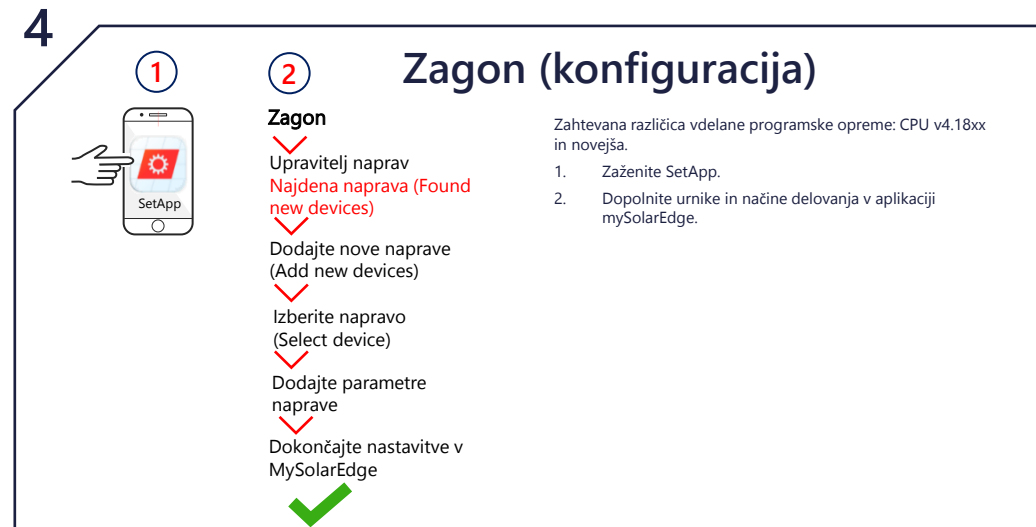 4
Zagon (konfiguracija)
1
SetApp
2
Zagon
Upravitelj naprav
Najdena naprava (Found
new devices)
Dodajte nove naprave
(Add new devices)
Izberite napravo
(Select device)
Dodajte parametre
naprave
Dokončajte nastavitve v
MySolarEdge
Zahtevana različica vdelane programske opreme: CPU v4.18xx
in novejša.
1. Zaženite SetApp.
2. Dopolnite urnike in načine delovanja v aplikaciji
mySolarEdge.